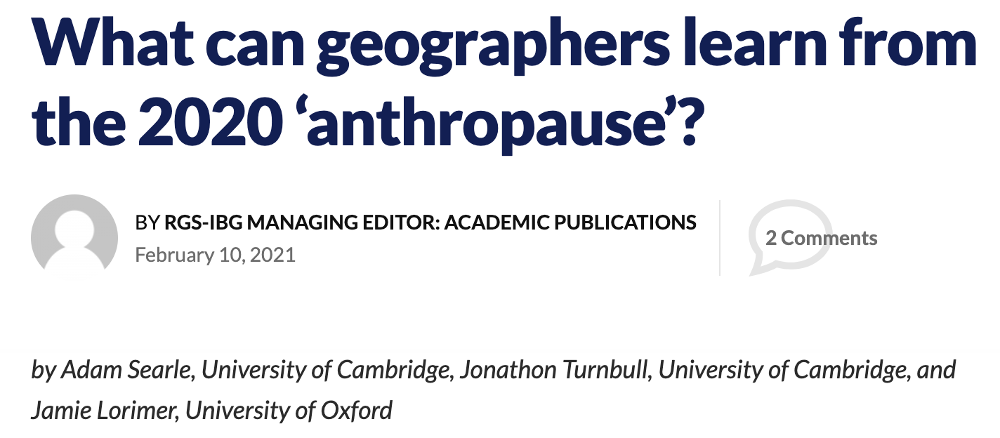 What can geographers learn from
the 2020 ‘anthropause’?
BY RGS-IBG MANAGING EDITOR: ACADEMIC PUBLICATIONS
February 10, 2021
2 Comments
by Adam Searle, University of Cambridge, Jonathon Turnbull, University of Cambridge, and
Jamie Lorimer, University of Oxford